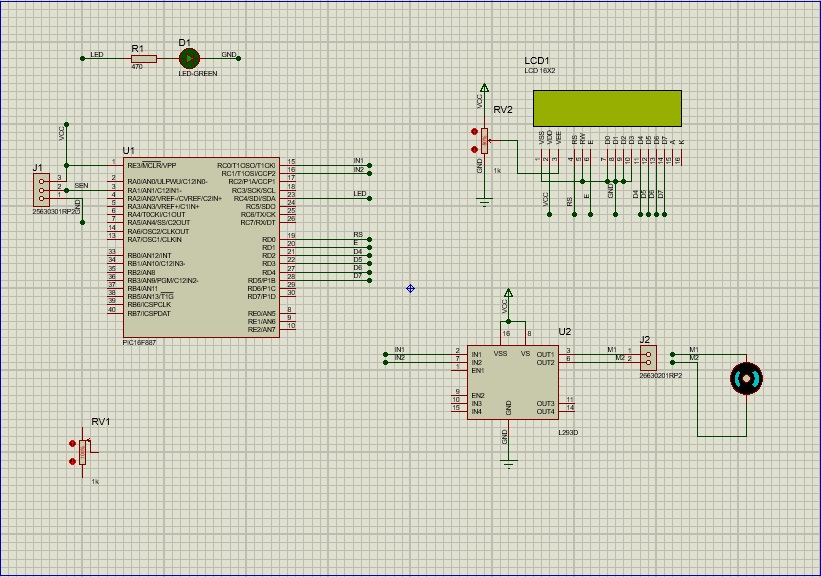 LED
R1
470
D1
LED-GREEN
GND
LCD1
LCD 16X2
VCC
RV2
GND
1k
VSS VDD VEE RS RW E D0 D1 D2 D3 D4 D5 D6 D7 A K
1 2 3 4 5 6 7 8 9 10 11 12 13 14 15 16
VCC RS E GND D4 D5 D6 D7
J1
3
2
1
25630301RP2
VCC
SEN
GND
U1
1 RE3/MCLR/VPP
2 RA0/AN0/ULPWU/C12IN0-
3 RA1/AN1/C12IN1-
4 RA2/AN2/VREF-/CVREF/C2IN+
5 RA3/AN3/VREF+/C1IN+
6 RA4/T0CKI/C1OUT
7 RA5/AN4/SS/C2OUT
14 RA6/OSC2/CLKOUT
13 RA7/OSC1/CLKIN
33 RB0/AN12/INT
34 RB1/AN10/C12IN3-
35 RB2/AN8
36 RB3/AN9/PGM/C12IN2-
37 RB4/AN11
38 RB5/AN13/T1G
39 RB6/ICSPCLK
40 RB7/ICSPDAT
RC0/T1OSO/T1CKI 15 IN1
RC1/T1OSI/CCP2 16 IN2
RC2/P1A/CCP1 17
RC3/SCK/SCL 18
RC4/SDI/SDA 23 LED
RC5/SDO 24
RC6/TX/CK 25
RC7/RX/DT 26
RD0 19 RS
RD1 20 E
RD2 21 D4
RD3 22 D5
RD4 27 D6
RD5/P1B 28 D7
RD6/P1C 29
RD7/P1D 30
RE0/AN5 8
RE1/AN6 9
RE2/AN7 10
PIC16F887
VCC
U2
16 8
VSS VS
IN1 2 IN1
IN2 7 IN2
1 EN1
9 EN2
10 IN3
15 IN4
OUT1 3 M1
OUT2 6 M2
OUT3 11
OUT4 14
GND
GND
L293D
J2
1
2
26630201RP2
M1
M2
RV1
1k